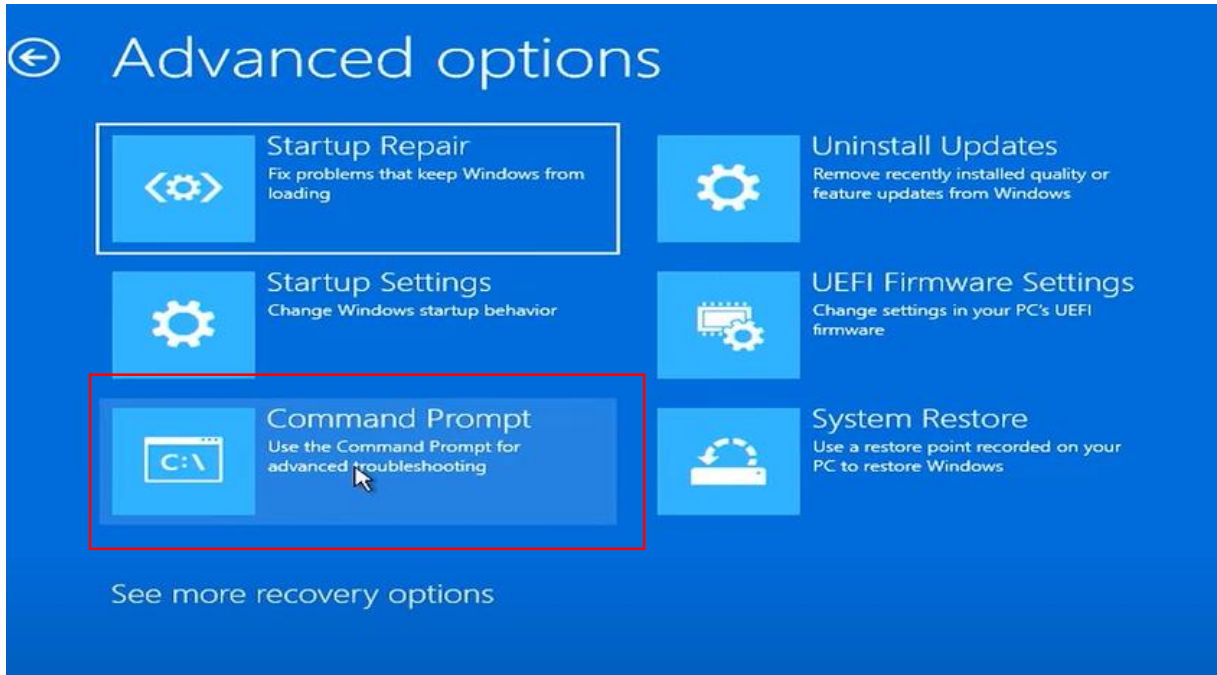 Advanced options
Startup Repair
Fix problems that keep Windows from
loading
Uninstall Updates
Remove recently installed quality or
feature updates from Windows
Startup Settings
Change Windows startup behavior
UEFI Firmware Settings
Change settings in your PC's UEFI
firmware
C:\
Command Prompt
Use the Command Prompt for
advanced troubleshooting
System Restore
Use a restore point recorded on your
PC to restore Windows
See more recovery options